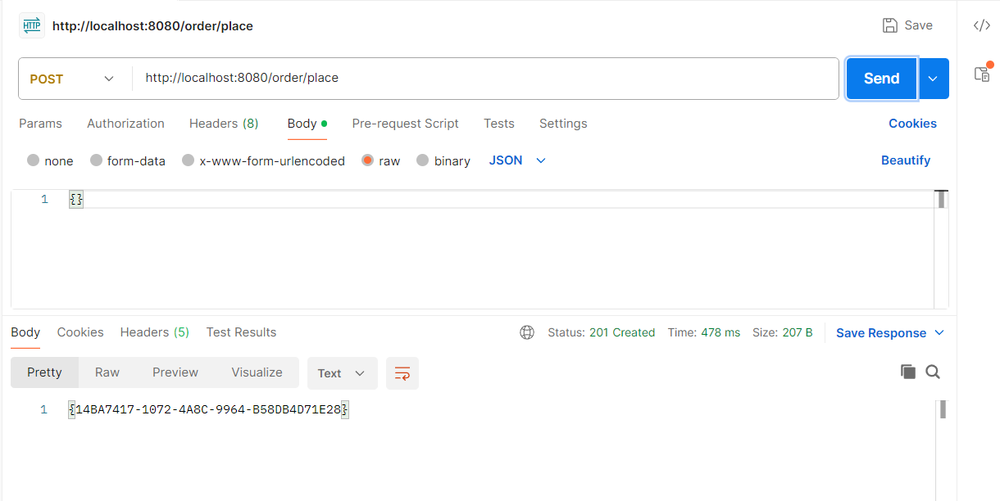 HTTP http://localhost:8080/order/place Save
POST http://localhost:8080/order/place Send
Params Authorization Headers (8) Body Pre-request Script Tests Settings Cookies
none form-data x-www-form-urlencoded raw binary JSON Beautify
1 {}
Body Cookies Headers (5) Test Results Status: 201 Created Time: 478 ms Size: 207 B Save Response
Pretty Raw Preview Visualize Text
1 {14BA7417-1072-4A8C-9964-B58DB4D71E28}